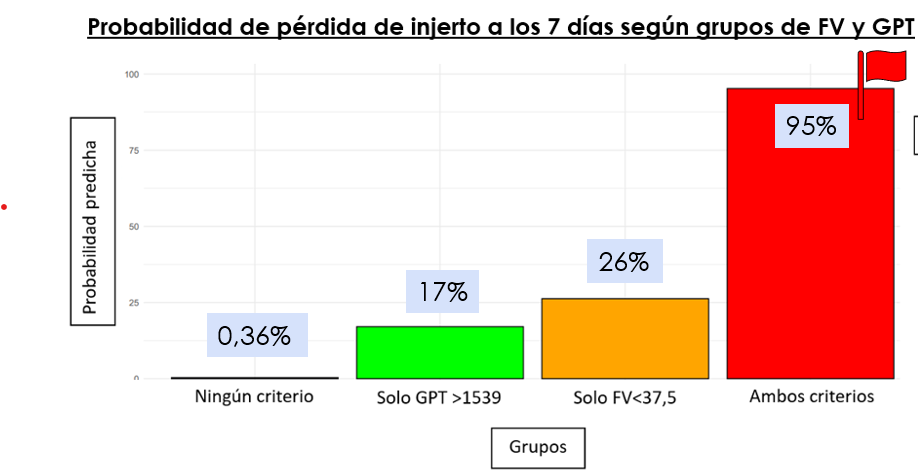 Probabilidad de pérdida de injerto a los 7 días según grupos de FV y GPT
100
75
50
25
0
Probabilidad predicha
0,36%
17%
26%
95%
Ningún criterio
Solo GPT >1539
Solo FV<37,5
Ambos criterios
Grupos